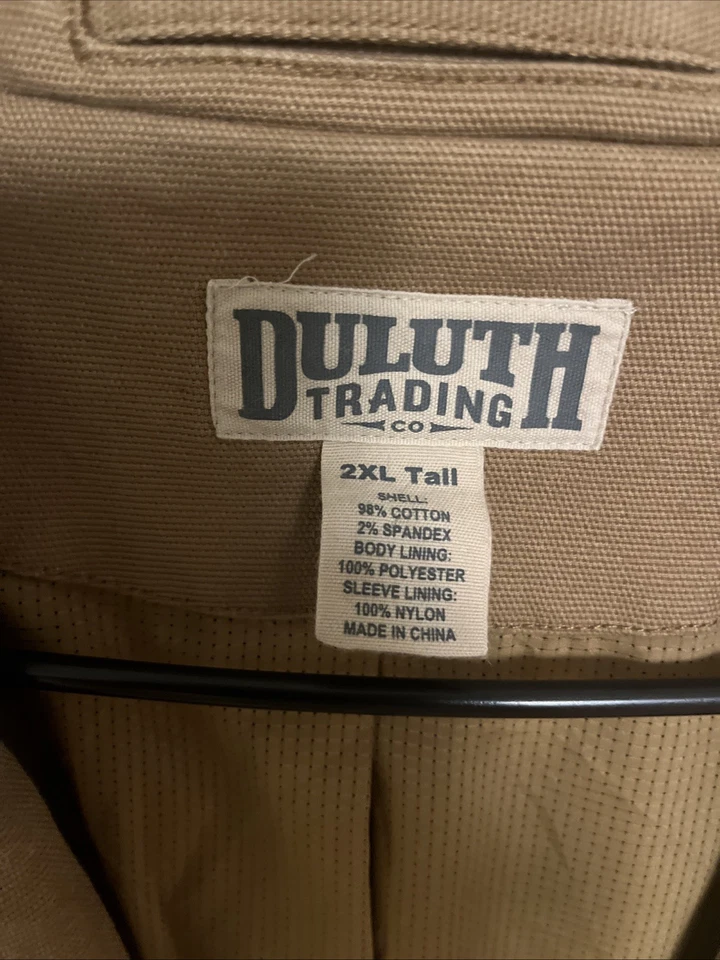 DULUTH
TRADING
CO
2XL Tall
SHELL:
98% COTTON
2% SPANDEX
BODY LINING:
100% POLYESTER
SLEEVE LINING:
100% NYLON
MADE IN CHINA